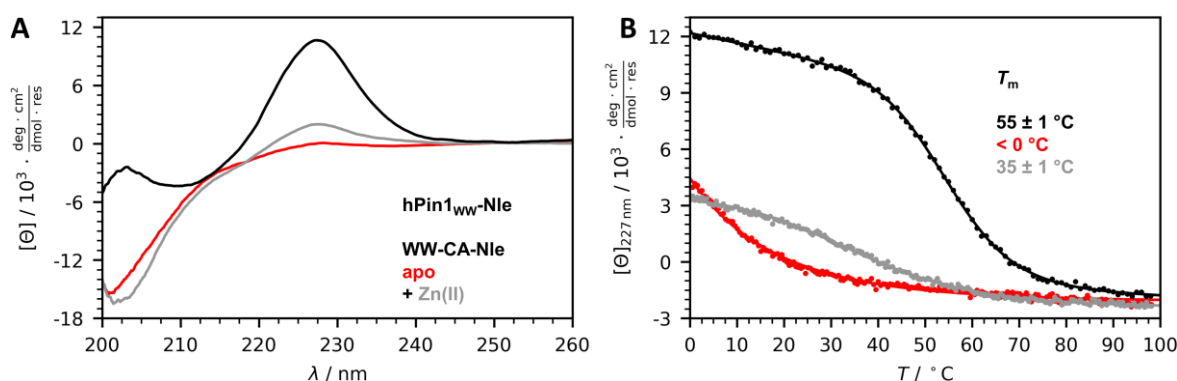 A
[Θ] / 10³ · deg · cm² / dmol · res
12
6
0
-6
-12
-18
hPin1WW-Nle
WW-CA-Nle
apo
+ Zn(II)
200 210 220 230 240 250 260
λ / nm
B
[Θ]227 nm / 10³ · deg · cm² / dmol · res
12
9
6
3
0
-3
Tm
55 ± 1 °C
< 0 °C
35 ± 1 °C
0 10 20 30 40 50 60 70 80 90 100
T / °C